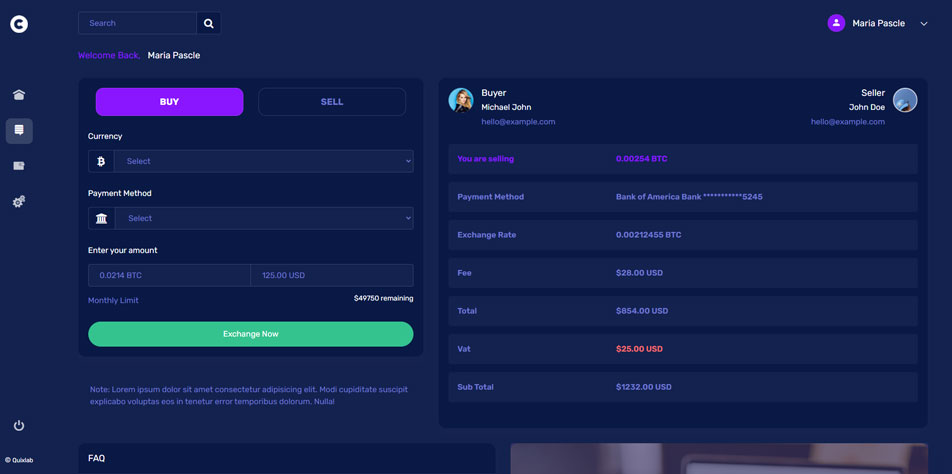 C
Search
Maria Pascle
Welcome Back, Maria Pascle
BUY
SELL
Currency
Select
Payment Method
Select
Enter your amount
0.0214 BTC
125.00 USD
Monthly Limit
$49750 remaining
Exchange Now
Note: Lorem ipsum dolor sit amet consectetur adipisicing elit. Modi cupiditate suscipit
explicabo voluptas eos in tenetur error temporibus dolorum. Nulla!
Buyer
Michael John
hello@example.com
Seller
John Doe
hello@example.com
You are selling 0.00254 BTC
Payment Method Bank of America Bank ***********5245
Exchange Rate 0.00212455 BTC
Fee $28.00 USD
Total $854.00 USD
Vat $25.00 USD
Sub Total $1232.00 USD
© Quixlab
FAQ